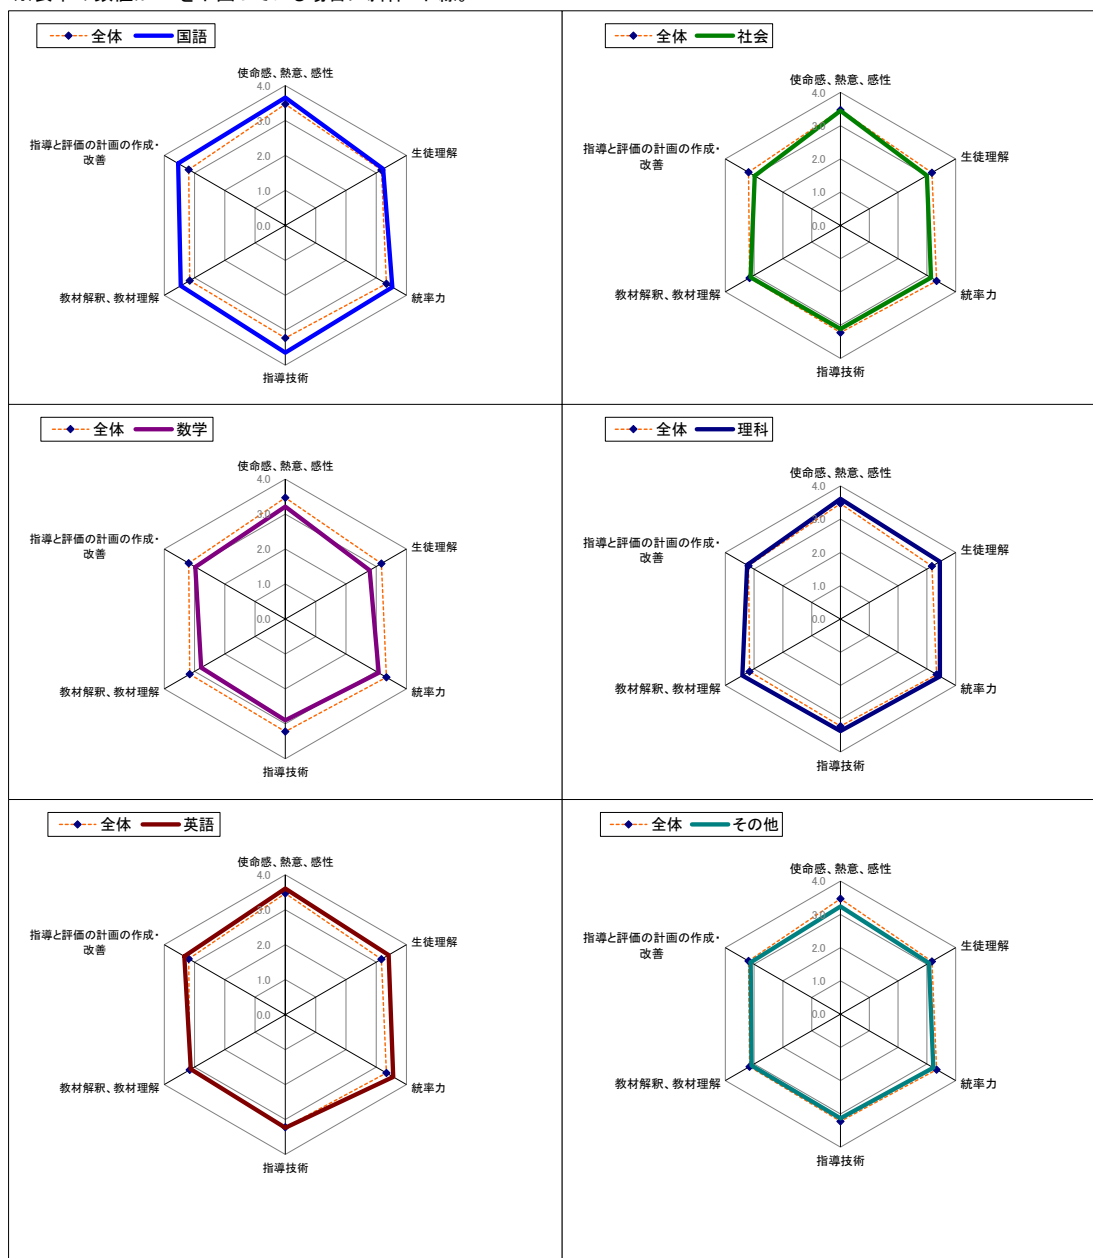 全体 国語
使命感、熱意、感性
4.0
生徒理解
3.0
指導と評価の計画の作成・
改善
2.0
1.0
0.0
教材解釈、教材理解
統率力
指導技術
全体 社会
使命感、熱意、感性
4.0
3.0
生徒理解
指導と評価の計画の作成・
改善
2.0
1.0
0.0
教材解釈、教材理解
統率力
指導技術
全体 数学
使命感、熱意、感性
4.0
3.0
生徒理解
指導と評価の計画の作成・
改善
2.0
1.0
0.0
教材解釈、教材理解
統率力
指導技術
全体 理科
使命感、熱意、感性
4.0
3.0
生徒理解
指導と評価の計画の作成・
改善
2.0
1.0
0.0
教材解釈、教材理解
統率力
指導技術
全体 英語
使命感、熱意、感性
4.0
3.0
生徒理解
指導と評価の計画の作成・
改善
2.0
1.0
0.0
教材解釈、教材理解
統率力
指導技術
全体 その他
使命感、熱意、感性
4.0
3.0
生徒理解
指導と評価の計画の作成・
改善
2.0
1.0
0.0
教材解釈、教材理解
統率力
指導技術